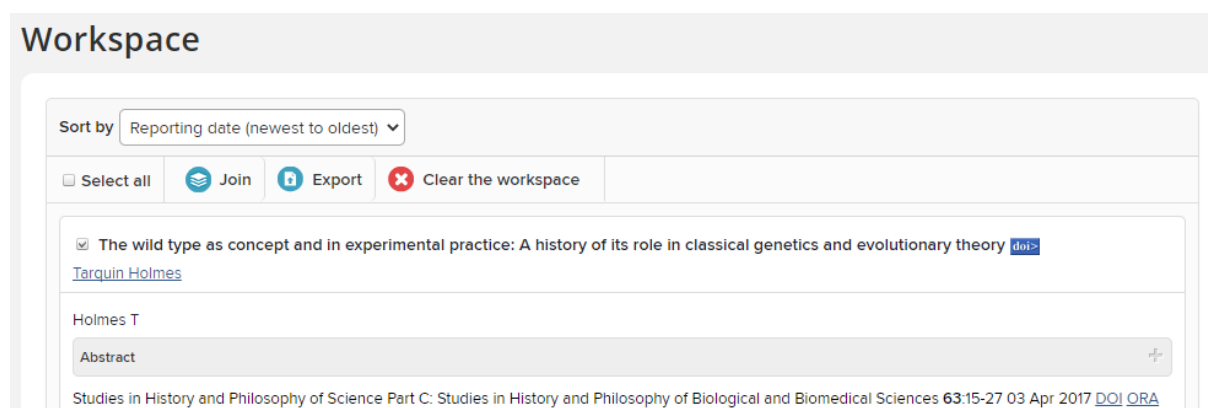 Workspace
Sort by Reporting date (newest to oldest)
Select all Join Export Clear the workspace
The wild type as concept and in experimental practice: A history of its role in classical genetics and evolutionary theory doi>
Tarquin Holmes
Holmes T
Abstract
Studies in History and Philosophy of Science Part C: Studies in History and Philosophy of Biological and Biomedical Sciences 63:15-27 03 Apr 2017 DOI ORA